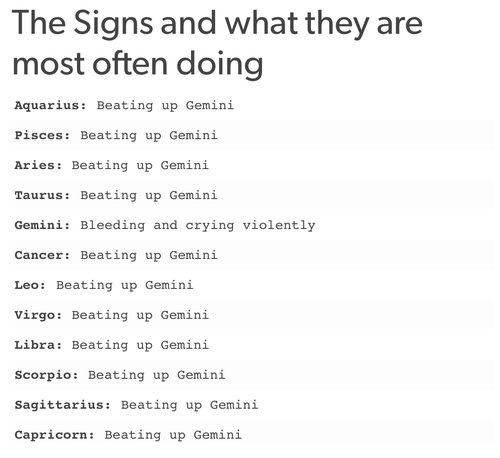 The Signs and what they are
most often doing
Aquarius: Beating up Gemini
Pisces: Beating up Gemini
Aries: Beating up Gemini
Taurus: Beating up Gemini
Gemini: Bleeding and crying violently
Cancer: Beating up Gemini
Leo: Beating up Gemini
Virgo: Beating up Gemini
Libra: Beating up Gemini
Scorpio: Beating up Gemini
Sagittarius: Beating up Gemini
Capricorn: Beating up Gemini